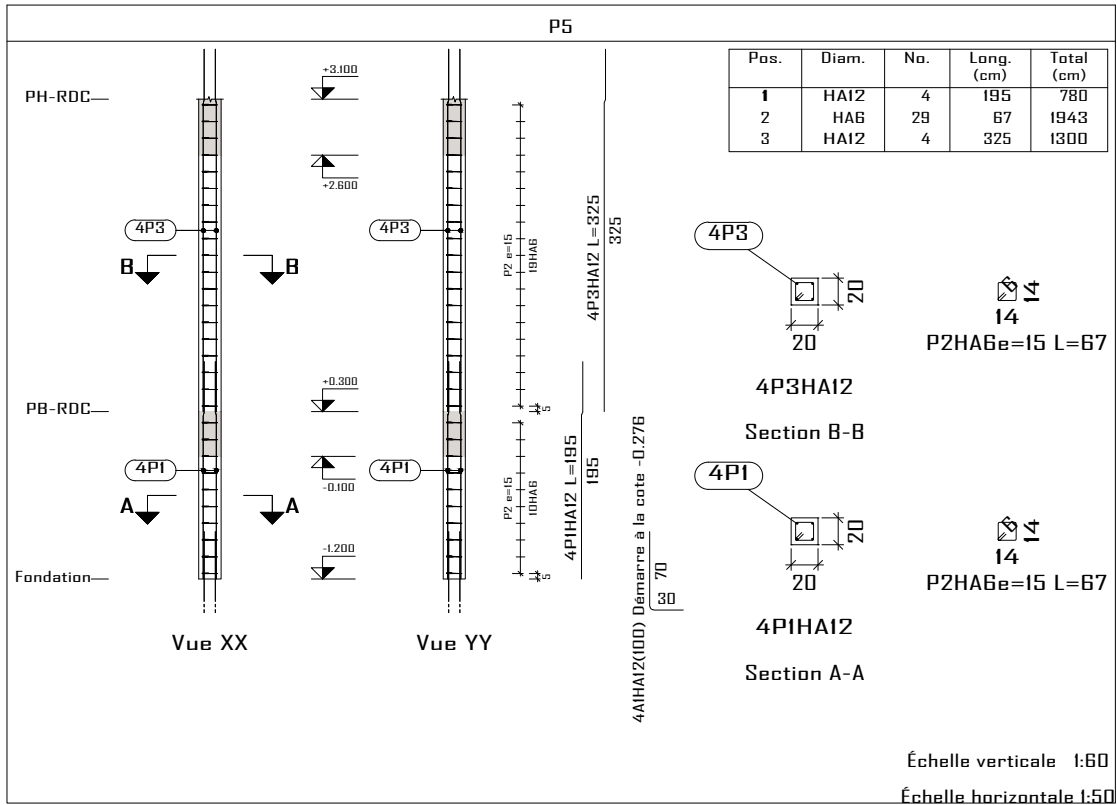 P5
Pos. Diam. No. Long. (cm) Total (cm)
1 HA12 4 195 780
2 HA6 29 67 1943
3 HA12 4 325 1300
PH-RDC
+3.100
+2.600
4P3
4P3
B B
P2 e=15
19HA6
4P3HA12 L=325
325
PB-RDC
+0.300
5
4P1
4P1
-0.100
A A
P2 e=15
10HA6
4P1HA12 L=195
195
-1.200
Fondation
5
4A1HA12(100) Démarre à la cote -0.276
70
30
Vue XX
Vue YY
4P3
20
20
4P3HA12
Section B-B
6
14
14
P2HA6e=15 L=67
4P1
20
20
4P1HA12
Section A-A
6
14
14
P2HA6e=15 L=67
Échelle verticale 1:60
Échelle horizontale 1:50